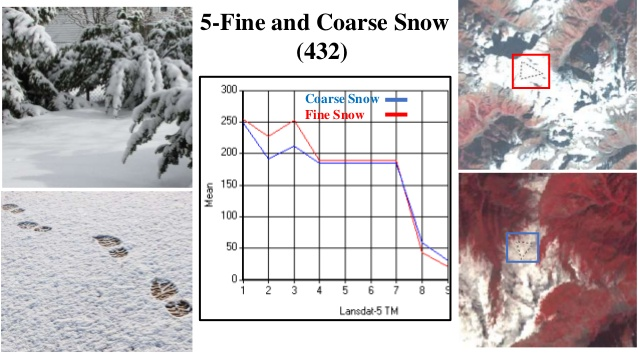 5-Fine and Coarse Snow
(432)
300
250
200
150
100
50
0
Mean
Coarse Snow
Fine Snow
1 2 3 4 5 6 7 8 9
Lansdat-5 TM